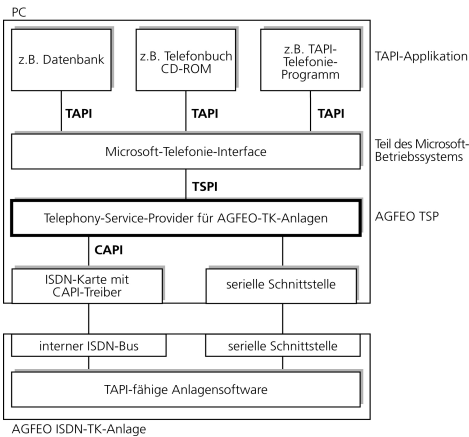 PC
z.B. Datenbank
z.B. Telefonbuch
CD-ROM
z.B. TAPI-
Telefonie-
Programm
TAPI-Applikation
TAPI
TAPI
TAPI
Microsoft-Telefonie-Interface
Teil des Microsoft-
Betriebssystems
TSPI
Telephony-Service-Provider für AGFEO-TK-Anlagen
AGFEO TSP
CAPI
ISDN-Karte mit
CAPI-Treiber
serielle Schnittstelle
interner ISDN-Bus
serielle Schnittstelle
TAPI-fähige Anlagensoftware
AGFEO ISDN-TK-Anlage